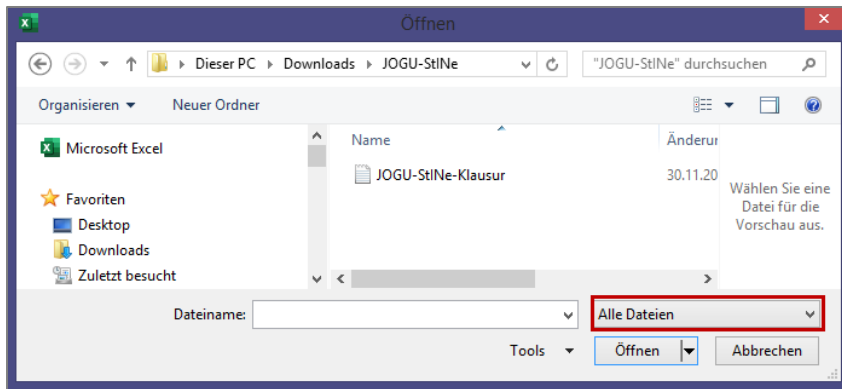 Öffnen
Dieser PC ▸ Downloads ▸ JOGU-StINe
"JOGU-StINe" durchsuchen
Organisieren
Neuer Ordner
Microsoft Excel
Favoriten
Desktop
Downloads
Zuletzt besucht
Name
Änderur
JOGU-StINe-Klausur
30.11.20
Wählen Sie eine
Datei für die
Vorschau aus.
Dateiname:
Alle Dateien
Tools
Öffnen
Abbrechen